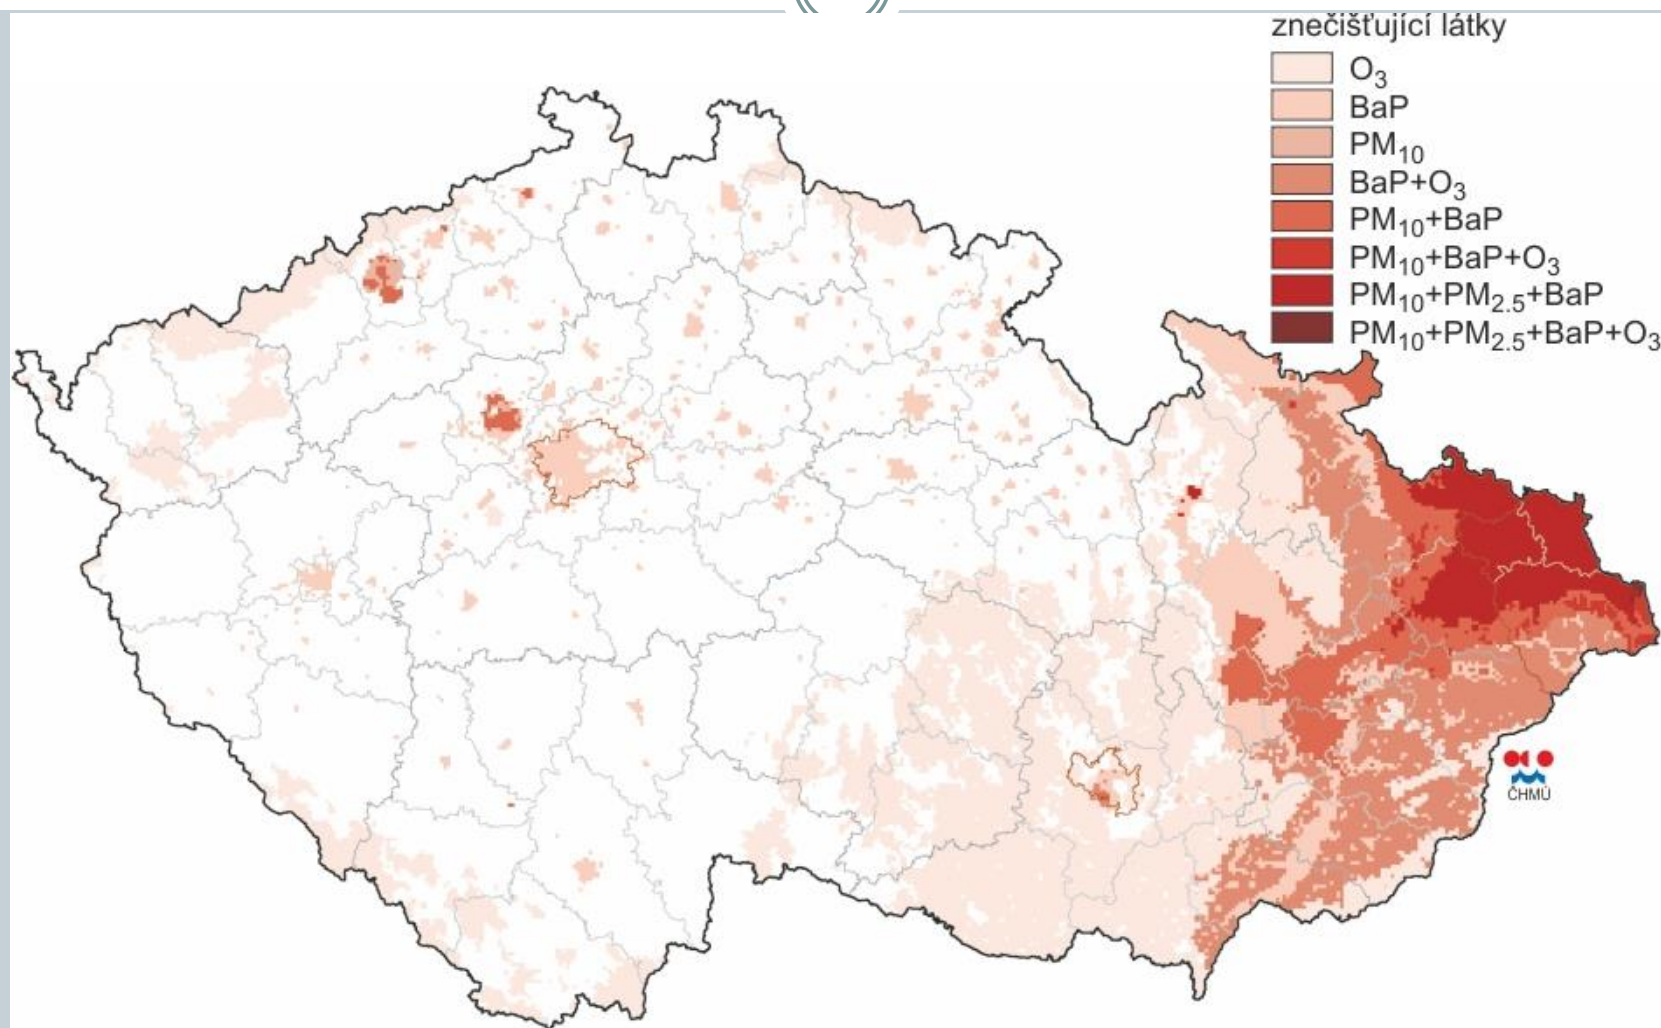 znečišťující látky
O₃
BaP
PM₁₀
BaP+O₃
PM₁₀+BaP
PM₁₀+BaP+O₃
PM₁₀+PM₂.₅+BaP
PM₁₀+PM₂.₅+BaP+O₃
ČHMÚ